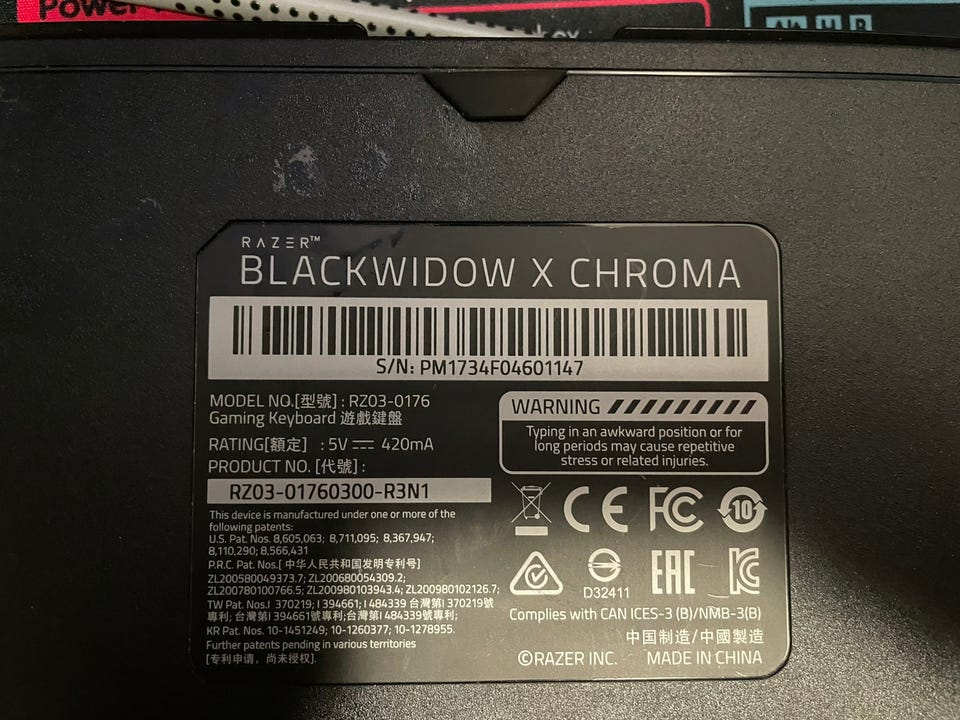 Power
RAZER™
BLACKWIDOW X CHROMA
S/N: PM1734F04601147
MODEL NO.[型號] : RZ03-0176
Gaming Keyboard 遊戲鍵盤
RATING[額定] : 5V ⎓ 420mA
PRODUCT NO. [代號] :
RZ03-01760300-R3N1
This device is manufactured under one or more of the
following patents:
U.S. Pat. Nos. 8,605,063; 8,711,095; 8,367,947;
8,110,290; 8,566,431
P.R.C. Pat. Nos.[ 中华人民共和国发明专利号]
ZL200580049373.7; ZL200680054309.2;
ZL200780100766.5; ZL200980103943.4; ZL200980102126.7;
TW Pat. Nos.I 370219; I 394661; I 484339 台灣第I 370219號
專利; 台灣第I 394661號專利;台灣第I 484339號專利;
KR Pat. Nos. 10-1451249; 10-1260377; 10-1278955.
Further patents pending in various territories
[专利申请，尚未授权].
WARNING
Typing in an awkward position or for
long periods may cause repetitive
stress or related injuries.
CE FC 10
D32411 EAC KC
Complies with CAN ICES-3 (B)/NMB-3(B)
中国制造/中國製造
©RAZER INC. MADE IN CHINA